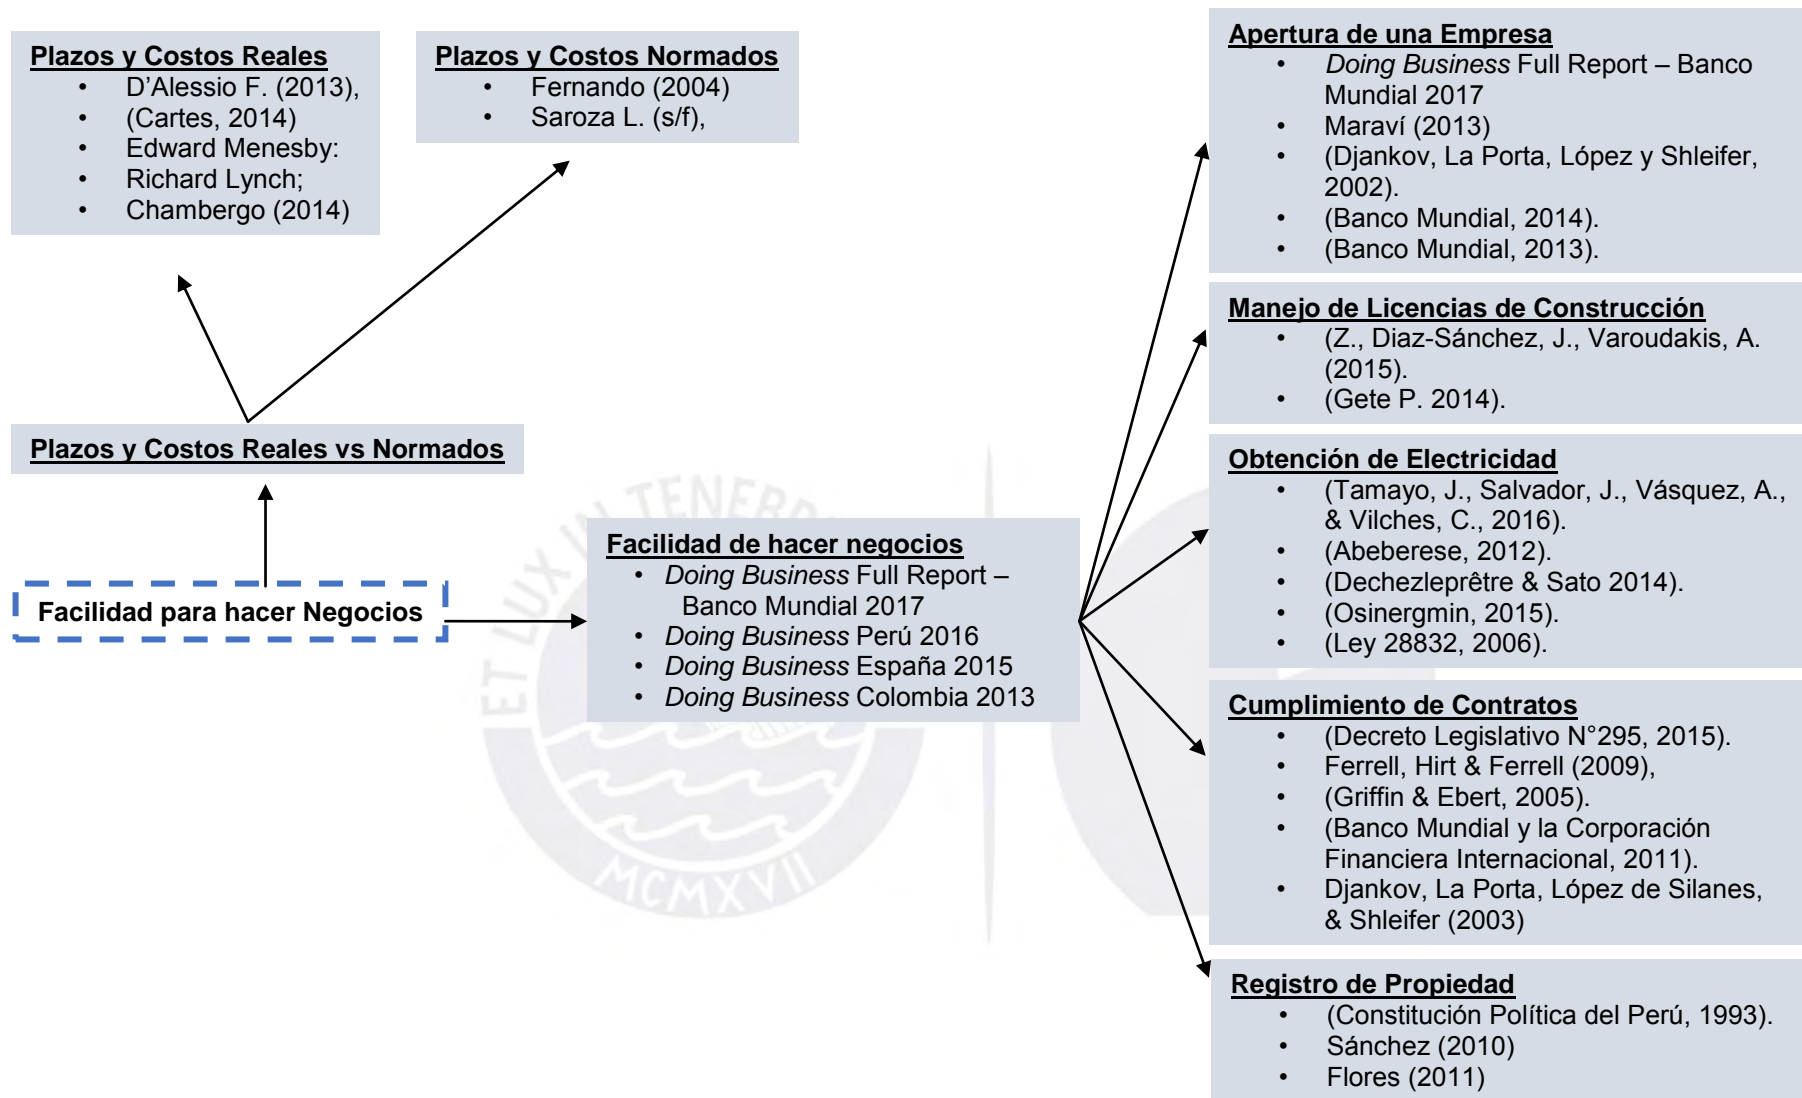 Plazos y Costos Reales
• D’Alessio F. (2013),
• (Cartes, 2014)
• Edward Menesby:
• Richard Lynch;
• Chambergo (2014)
Plazos y Costos Normados
• Fernando (2004)
• Saroza L. (s/f),
Plazos y Costos Reales vs Normados
Facilidad para hacer Negocios
Facilidad de hacer negocios
• Doing Business Full Report –
Banco Mundial 2017
• Doing Business Perú 2016
• Doing Business España 2015
• Doing Business Colombia 2013
Apertura de una Empresa
• Doing Business Full Report – Banco
Mundial 2017
• Maraví (2013)
• (Djankov, La Porta, López y Shleifer,
2002).
• (Banco Mundial, 2014).
• (Banco Mundial, 2013).
Manejo de Licencias de Construcción
• (Z., Diaz-Sánchez, J., Varoudakis, A.
(2015).
• (Gete P. 2014).
Obtención de Electricidad
• (Tamayo, J., Salvador, J., Vásquez, A.,
& Vilches, C., 2016).
• (Abeberese, 2012).
• (Dechezleprêtre & Sato 2014).
• (Osinergmin, 2015).
• (Ley 28832, 2006).
Cumplimiento de Contratos
• (Decreto Legislativo N°295, 2015).
• Ferrell, Hirt & Ferrell (2009),
• (Griffin & Ebert, 2005).
• (Banco Mundial y la Corporación
Financiera Internacional, 2011).
• Djankov, La Porta, López de Silanes,
& Shleifer (2003)
Registro de Propiedad
• (Constitución Política del Perú, 1993).
• Sánchez (2010)
• Flores (2011)
ET LUX IN TENEBR
MCMXVII